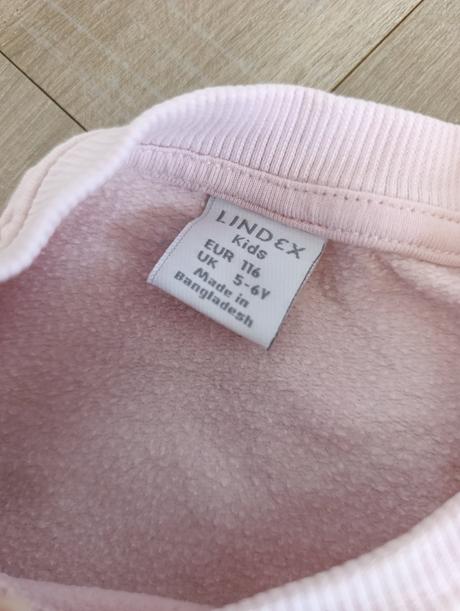 LINDEX
Kids
EUR 116
UK 5-6Y
Made in
Bangladesh